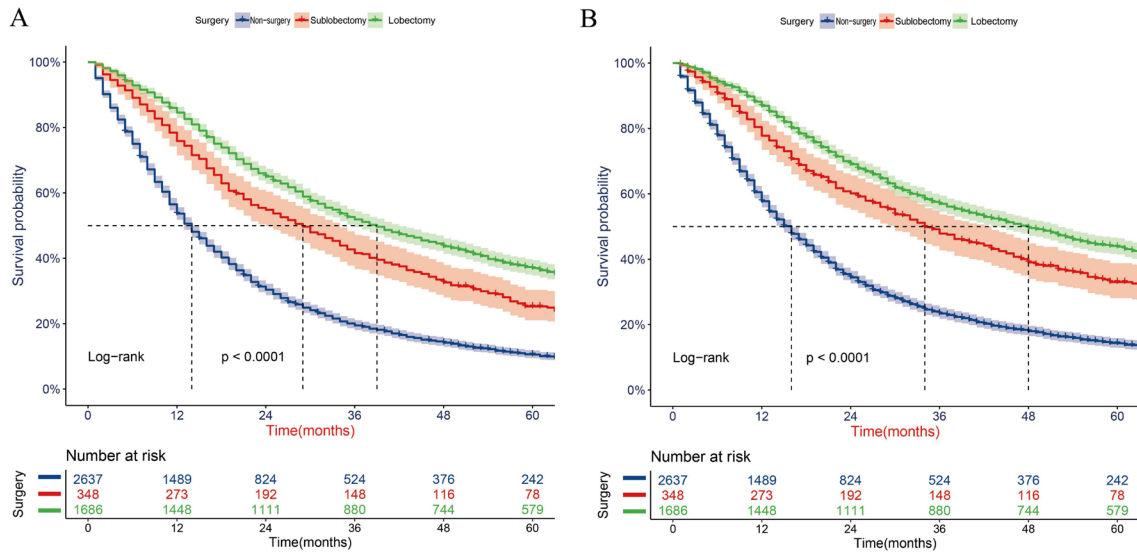 A
Surgery Non-surgery Sublobectomy Lobectomy
Survival probability
100%
80%
60%
40%
20%
0%
Log-rank p < 0.0001
0 12 24 36 48 60
Time(months)
Number at risk
Surgery
2637 1489 824 524 376 242
348 273 192 148 116 78
1686 1448 1111 880 744 579
0 12 24 36 48 60
Time(months)
B
Surgery Non-surgery Sublobectomy Lobectomy
Survival probability
100%
80%
60%
40%
20%
0%
Log-rank p < 0.0001
0 12 24 36 48 60
Time(months)
Number at risk
Surgery
2637 1489 824 524 376 242
348 273 192 148 116 78
1686 1448 1111 880 744 579
0 12 24 36 48 60
Time(months)